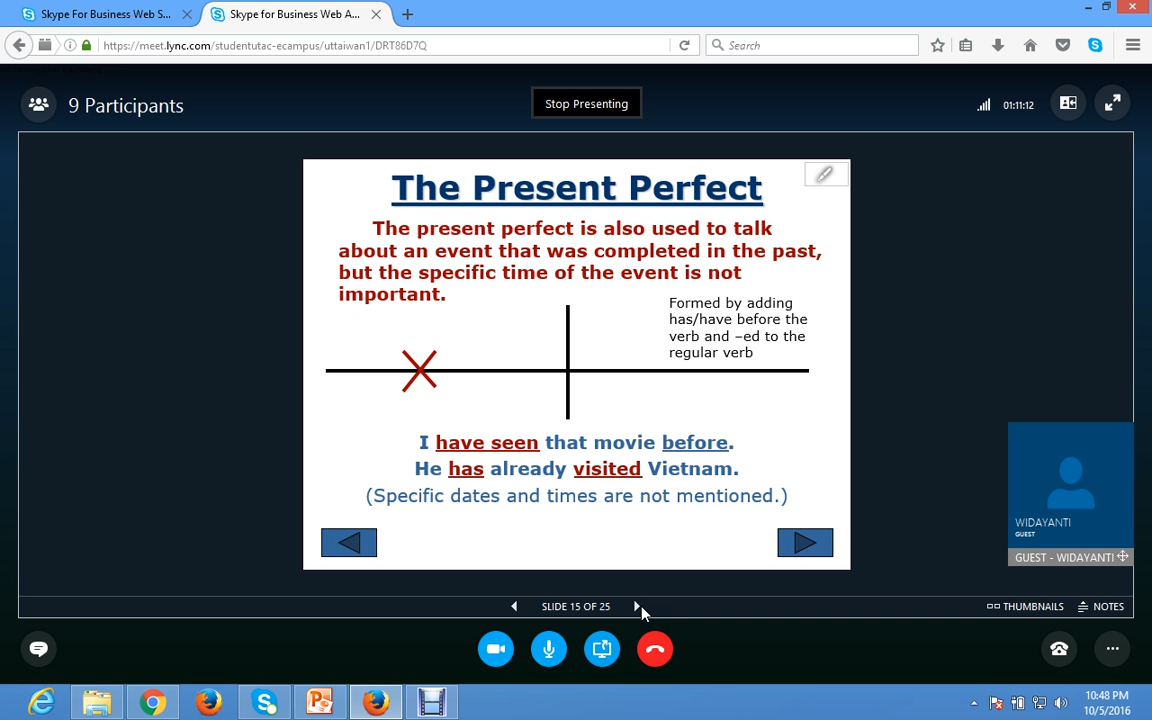 Skype For Business Web S...
Skype for Business Web A...
https://meet.lync.com/studentutac-ecampus/uttaiwan1/DRT86D7Q
Search
9 Participants
Stop Presenting
01:11:12
The Present Perfect
The present perfect is also used to talk
about an event that was completed in the past,
but the specific time of the event is not
important.
Formed by adding
has/have before the
verb and –ed to the
regular verb
I have seen that movie before.
He has already visited Vietnam.
(Specific dates and times are not mentioned.)
WIDAYANTI
GUEST
GUEST - WIDAYANTI
SLIDE 15 OF 25
THUMBNAILS
NOTES
10:48 PM
10/5/2016